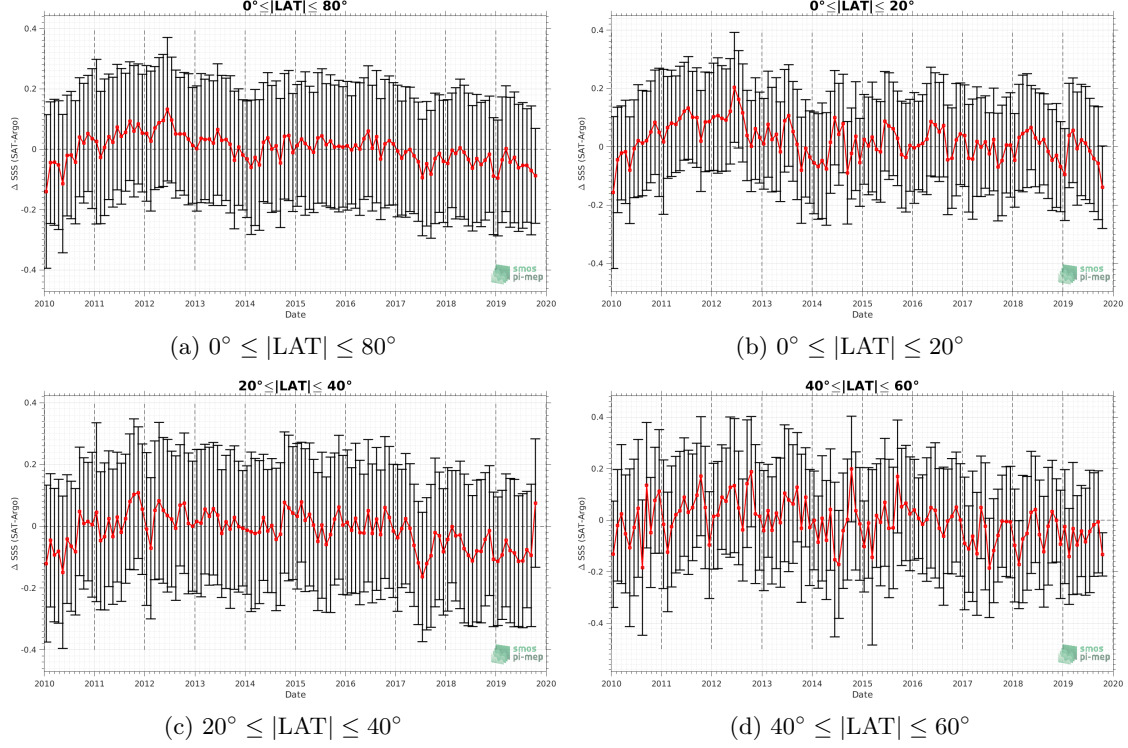 0°≤|LAT|≤ 80°
0.4
0.2
0
-0.2
-0.4
Δ SSS (SAT-Argo)
smos
pi-mep
2010 2011 2012 2013 2014 2015 2016 2017 2018 2019 2020
Date
(a) 0° ≤ |LAT| ≤ 80°
0°≤|LAT|≤ 20°
0.4
0.2
0
-0.2
-0.4
Δ SSS (SAT-Argo)
smos
pi-mep
2010 2011 2012 2013 2014 2015 2016 2017 2018 2019 2020
Date
(b) 0° ≤ |LAT| ≤ 20°
20°≤|LAT|≤ 40°
0.4
0.2
0
-0.2
-0.4
Δ SSS (SAT-Argo)
smos
pi-mep
2010 2011 2012 2013 2014 2015 2016 2017 2018 2019 2020
Date
(c) 20° ≤ |LAT| ≤ 40°
40°≤|LAT|≤ 60°
0.4
0.2
0
-0.2
-0.4
Δ SSS (SAT-Argo)
smos
pi-mep
2010 2011 2012 2013 2014 2015 2016 2017 2018 2019 2020
Date
(d) 40° ≤ |LAT| ≤ 60°